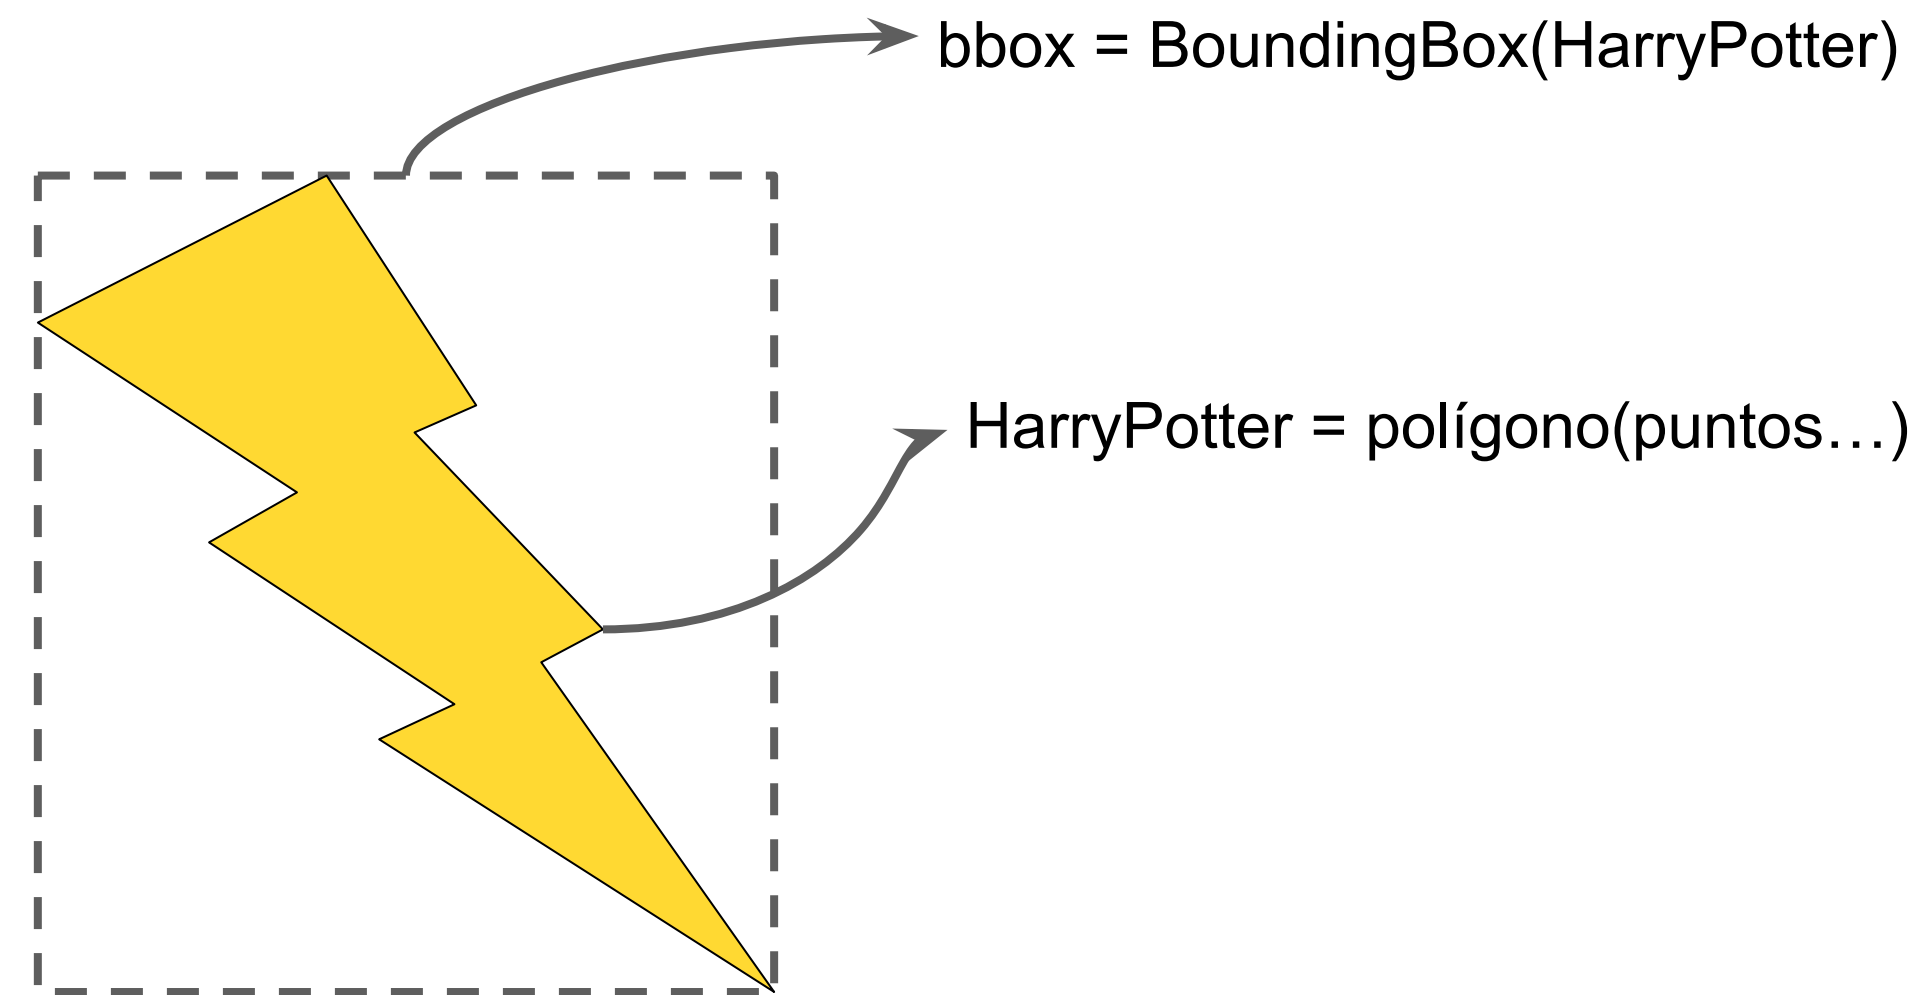 bbox = BoundingBox(HarryPotter)
HarryPotter = polígono(puntos…)